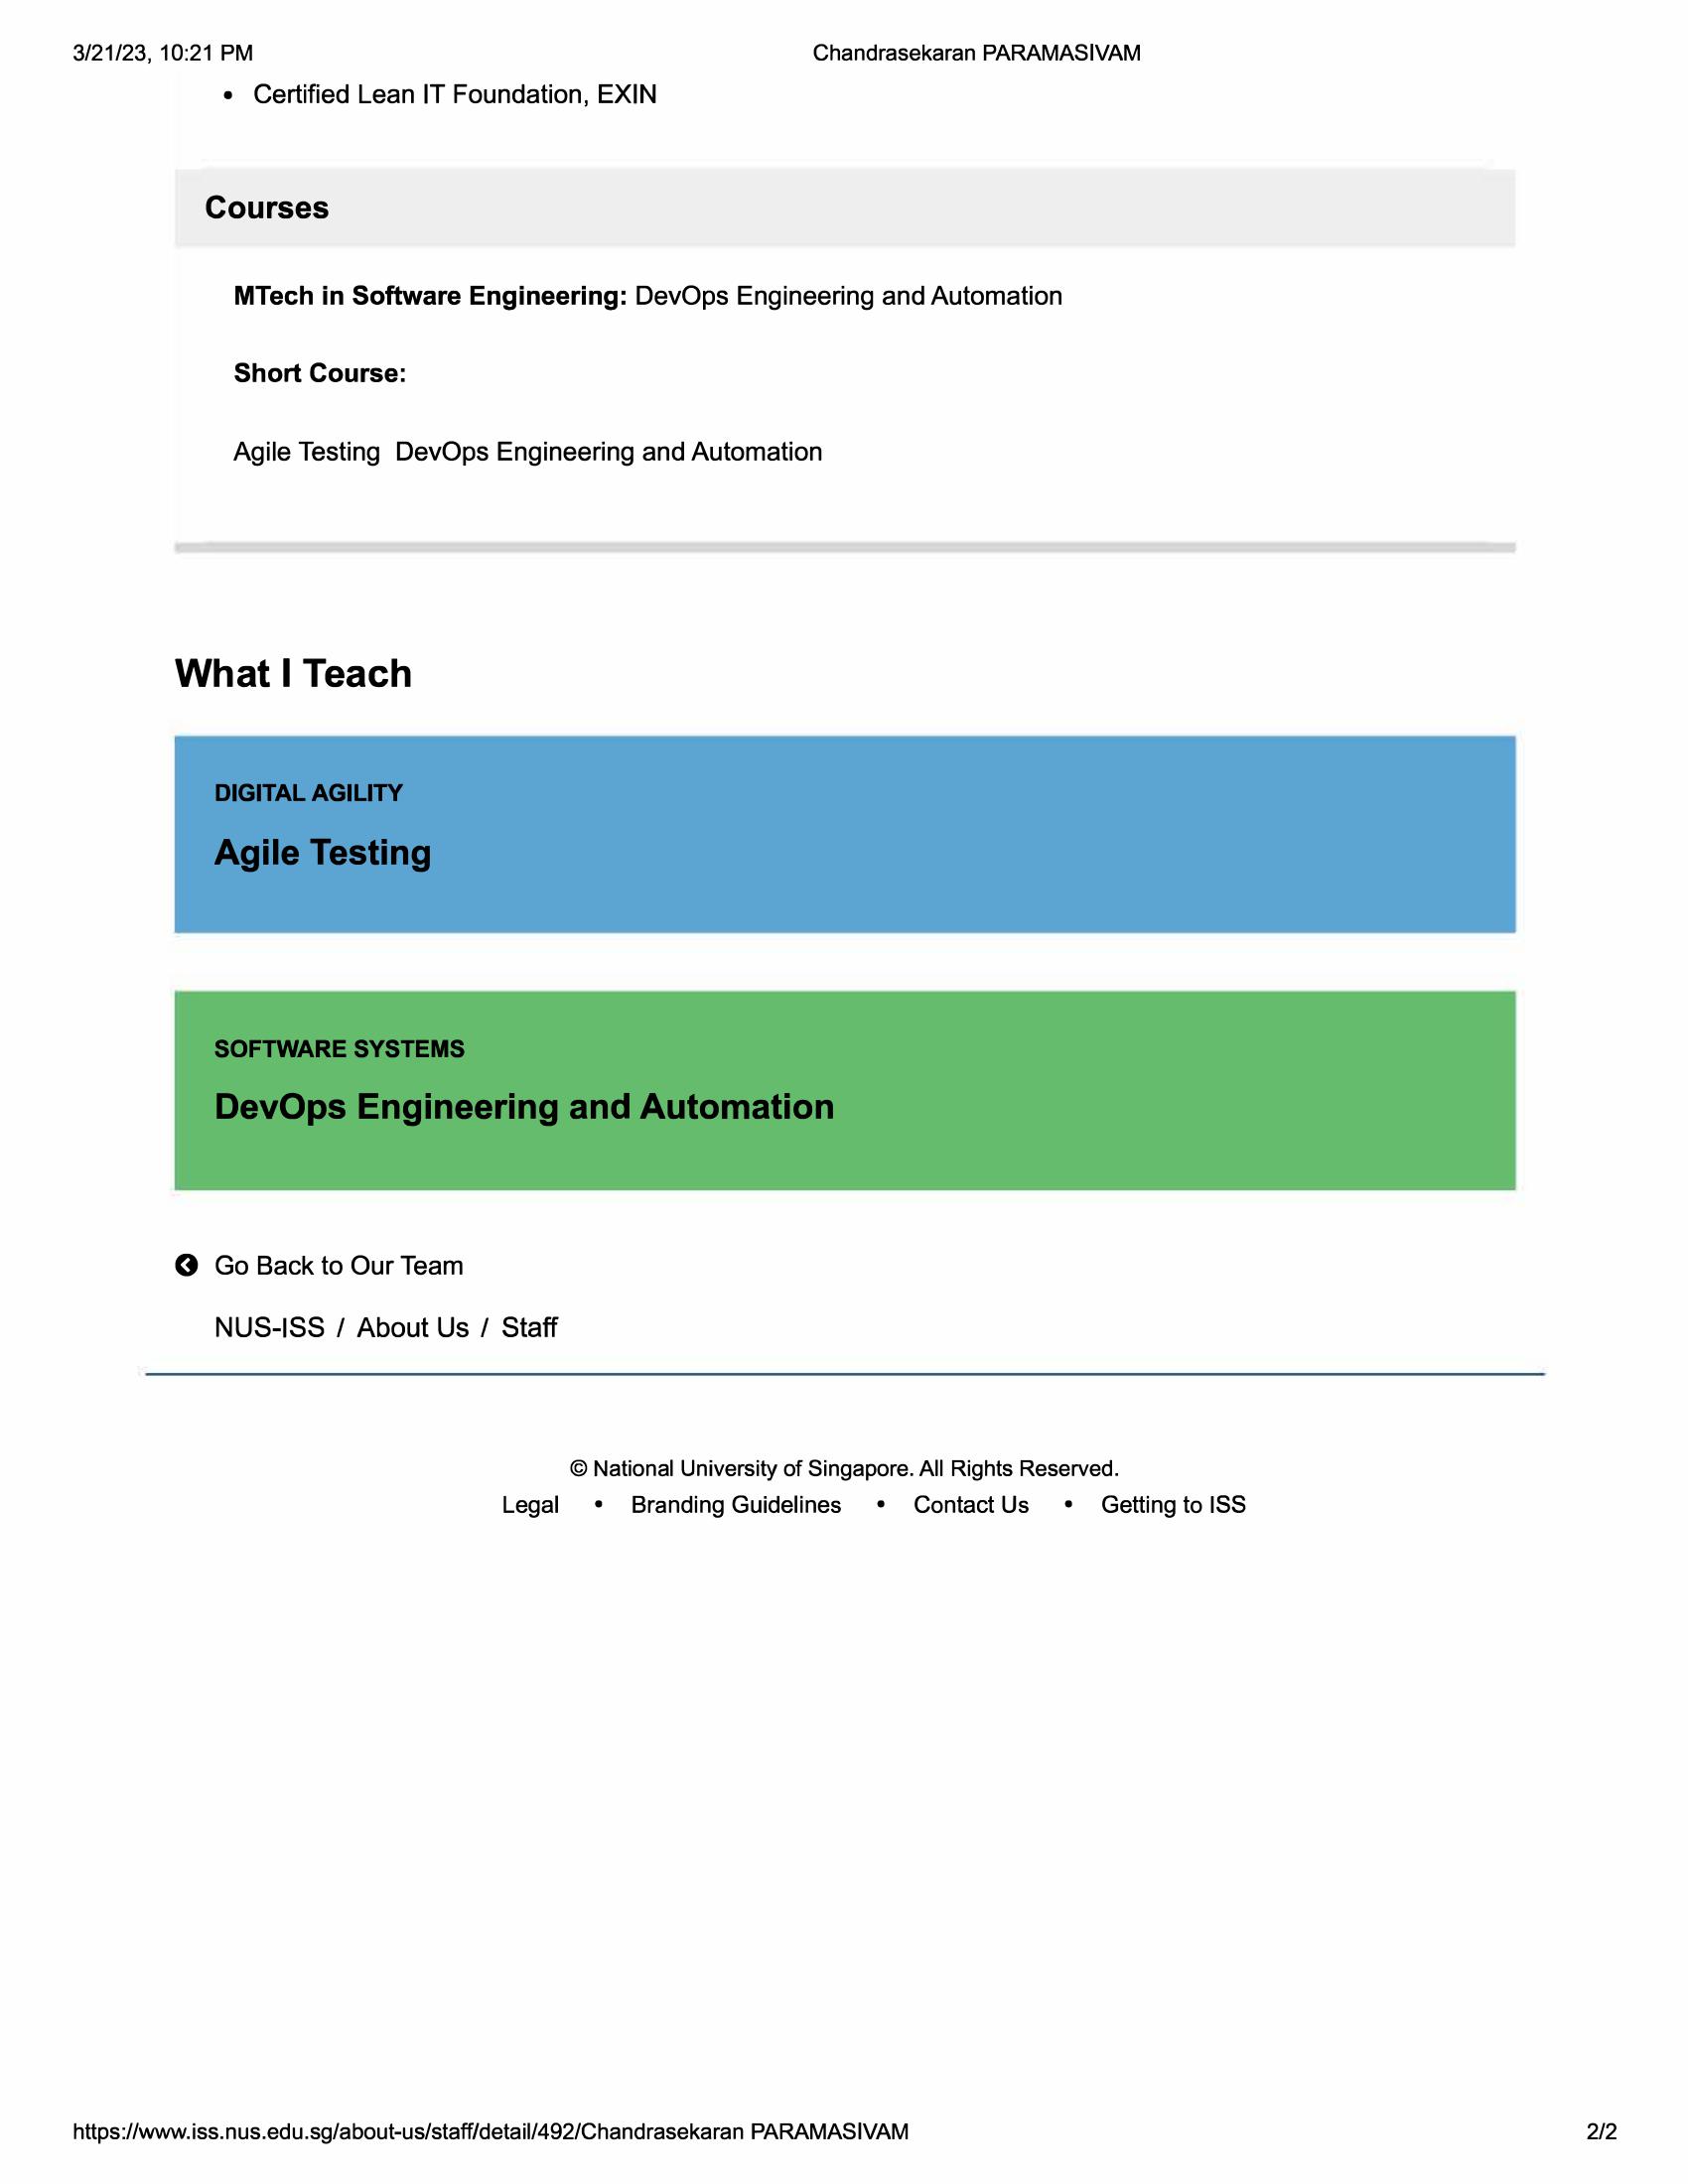 3/21/23, 10:21 PM Chandrasekaran PARAMASIVAM
• Certified Lean IT Foundation, EXIN
Courses
MTech in Software Engineering: DevOps Engineering and Automation
Short Course:
Agile Testing DevOps Engineering and Automation
What I Teach
DIGITAL AGILITY
Agile Testing
SOFTWARE SYSTEMS
DevOps Engineering and Automation
Go Back to Our Team
NUS-ISS / About Us / Staff
© National University of Singapore. All Rights Reserved.
Legal • Branding Guidelines • Contact Us • Getting to ISS
https://www.iss.nus.edu.sg/about-us/staff/detail/492/Chandrasekaran PARAMASIVAM 2/2